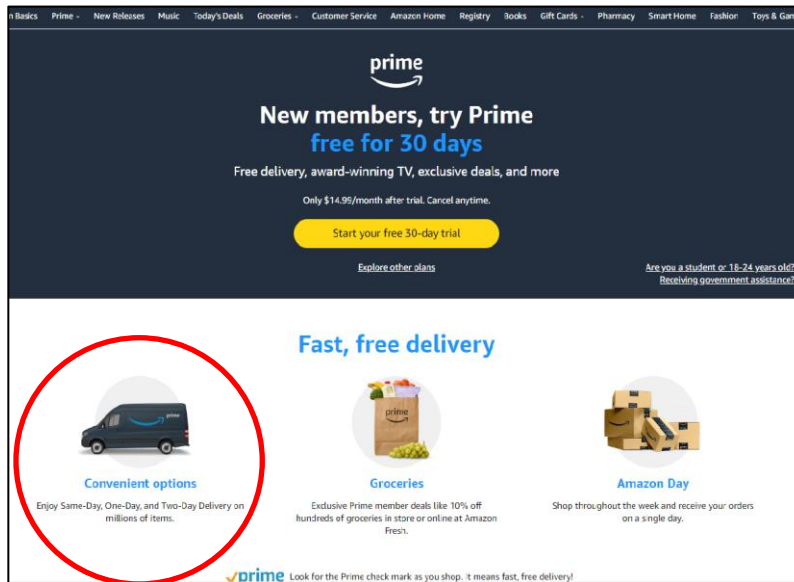 n Basics Prime New Releases Music Today's Deals Groceries Customer Service Amazon Home Registry Books Gift Cards Pharmacy Smart Home Fashion Toys & Gam
prime
New members, try Prime
free for 30 days
Free delivery, award-winning TV, exclusive deals, and more
Only $14.99/month after trial. Cancel anytime.
Start your free 30-day trial
Explore other plans
Are you a student or 18-24 years old?
Receiving government assistance?
Fast, free delivery
prime
prime
Convenient options
Enjoy Same-Day, One-Day, and Two-Day Delivery on
millions of items.
Groceries
Exclusive Prime member deals like 10% off
hundreds of groceries in store or online at Amazon
Fresh.
Amazon Day
Shop throughout the week and receive your orders
on a single day.
prime Look for the Prime check mark as you shop. It means fast, free delivery!